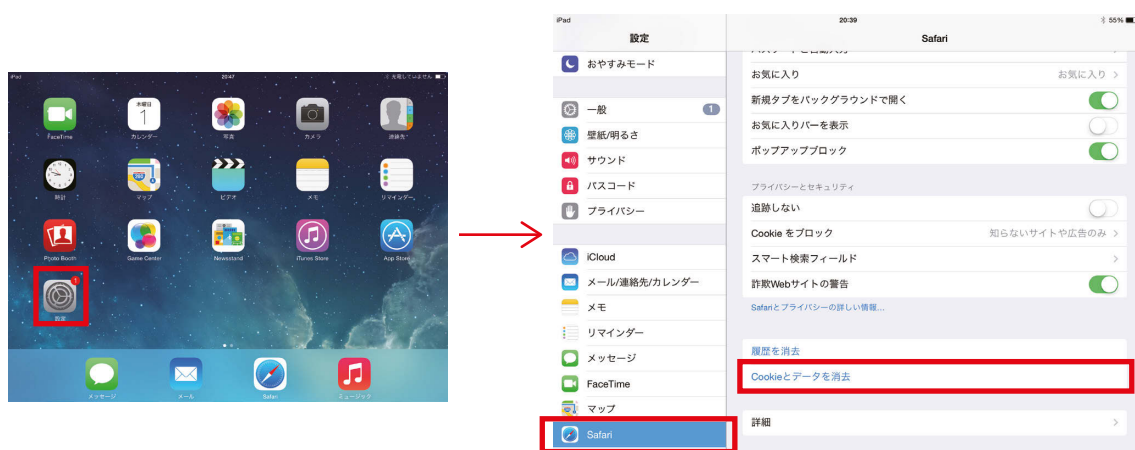 iPad
20:47
充電していません
FaceTime
木曜日
1
カレンダー
写真
カメラ
連絡先
時計
マップ
ビデオ
メモ
リマインダー
Photo Booth
Game Center
Newsstand
iTunes Store
App Store
1
設定
メッセージ
メール
Safari
ミュージック
iPad
20:39
55%
設定
Safari
おやすみモード
一般
1
壁紙/明るさ
サウンド
パスコード
プライバシー
iCloud
メール/連絡先/カレンダー
メモ
リマインダー
メッセージ
FaceTime
マップ
Safari
お気に入り
お気に入り
新規タブをバックグラウンドで開く
お気に入りバーを表示
ポップアップブロック
プライバシーとセキュリティ
追跡しない
Cookie をブロック
知らないサイトや広告のみ
スマート検索フィールド
詐欺Webサイトの警告
Safariとプライバシーの詳しい情報...
履歴を消去
Cookieとデータを消去
詳細